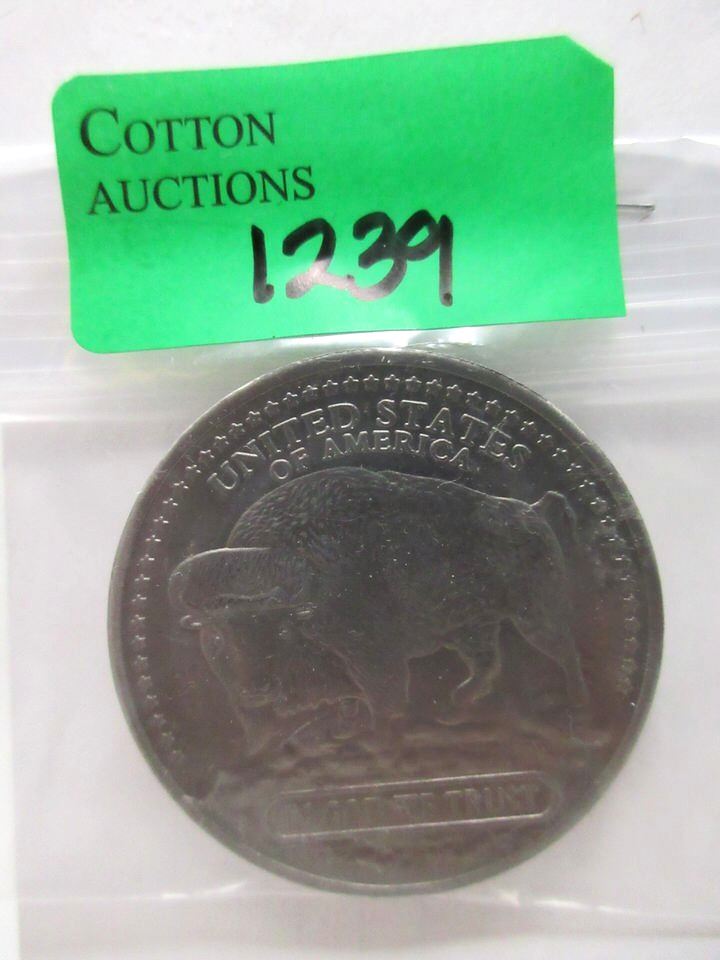 COTTON
AUCTIONS
1239
UNITED STATES
OF AMERICA
IN GOD WE TRUST